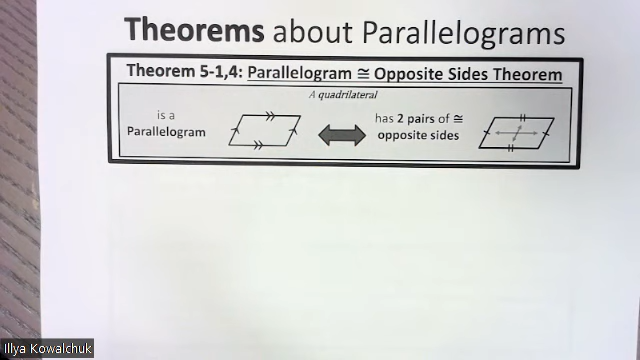 Theorems about Parallelograms
Theorem 5-1,4: Parallelogram ≅ Opposite Sides Theorem
A quadrilateral
is a
Parallelogram
has 2 pairs of ≅
opposite sides
Illya Kowalchuk